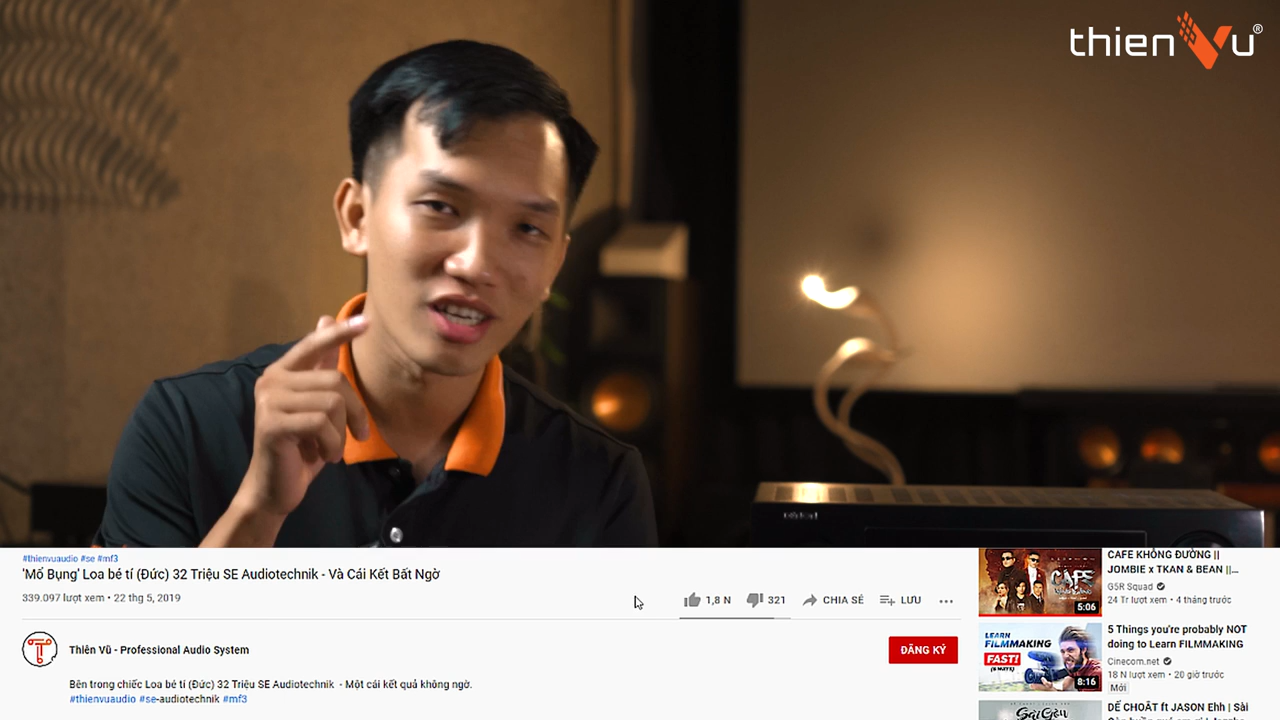 thienVu®
#thienvuaudio #se #mf3
'Mổ Bụng' Loa bé tí (Đức) 32 Triệu SE Audiotechnik - Và Cái Kết Bất Ngờ
339.097 lượt xem • 22 thg 5, 2019
1,8 N
321
CHIA SẺ
LƯU
Thiên Vũ - Professional Audio System
ĐĂNG KÝ
Bên trong chiếc Loa bé tí (Đức) 32 Triệu SE Audiotechnik - Một cái kết quả không ngờ.
#thienvuaudio #se-audiotechnik #mf3
5:06
CAFE KHÔNG ĐƯỜNG ||
JOMBIE x TKAN & BEAN ||...
G5R Squad
24 Tr lượt xem • 4 tháng trước
LEARN
FILMMAKING
FAST!
8:16
5 Things you're probably NOT
doing to Learn FILMMAKING
Cinecom.net
18 N lượt xem • 20 giờ trước
Mới
Sài Gòn
DẾ CHOẮT ft JASON Ehh | Sài